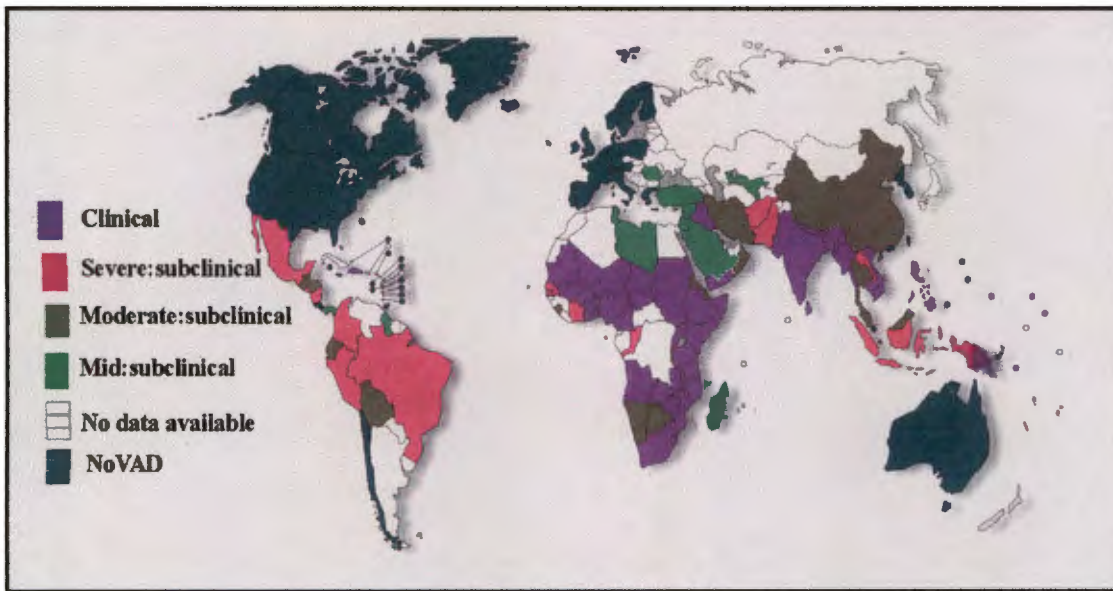 Clinical
Severe:subclinical
Moderate:subclinical
Mid:subclinical
No data available
NoVAD